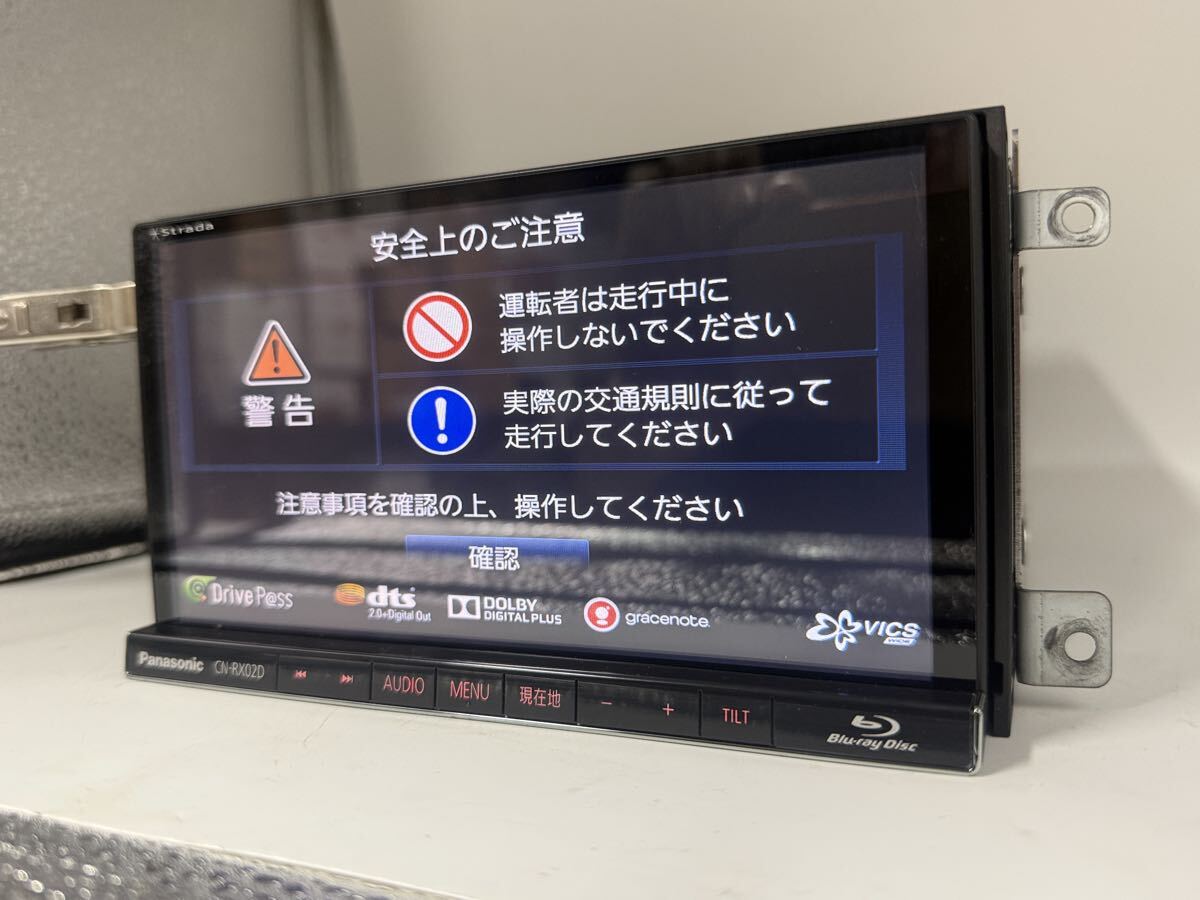 Strada
安全上のご注意
警告
運転者は走行中に
操作しないでください
実際の交通規則に従って
走行してください
注意事項を確認の上、操作してください
確認
DriveP@ss
dts
2.0+Digital Out
DOLBY
DIGITAL PLUS
gracenote.
VICS
WIDE
Panasonic CN-RX02D
AUDIO MENU 現在地 − + TILT
Blu-ray Disc